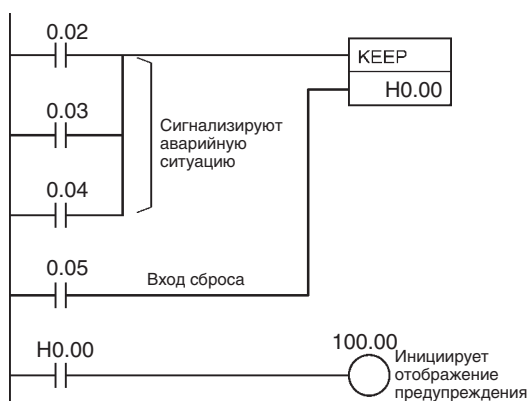 0.02
KEEP
H0.00
0.03
Сигнализируют
аварийную
ситуацию
0.04
0.05
Вход сброса
H0.00
100.00
Инициирует
отображение
предупреждения